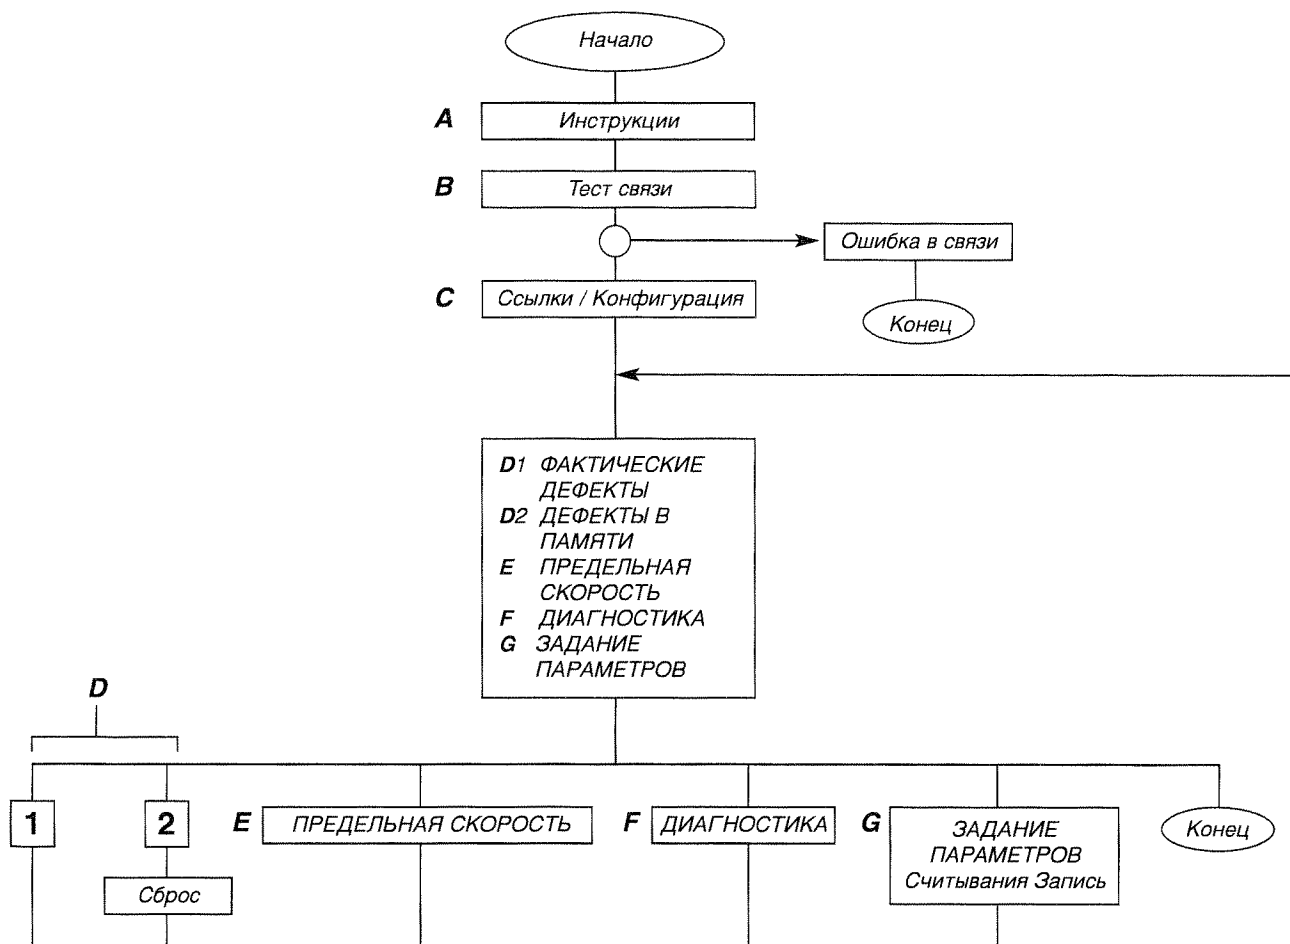 Начало
A Инструкции
B Тест связи
Ошибка в связи
C Ссылки / Конфигурация
Конец
D1 ФАКТИЧЕСКИЕ
ДЕФЕКТЫ
D2 ДЕФЕКТЫ В
ПАМЯТИ
E ПРЕДЕЛЬНАЯ
СКОРОСТЬ
F ДИАГНОСТИКА
G ЗАДАНИЕ
ПАРАМЕТРОВ
D
1
2
E ПРЕДЕЛЬНАЯ СКОРОСТЬ
F ДИАГНОСТИКА
G ЗАДАНИЕ
ПАРАМЕТРОВ
Считывания Запись
Конец
Сброс